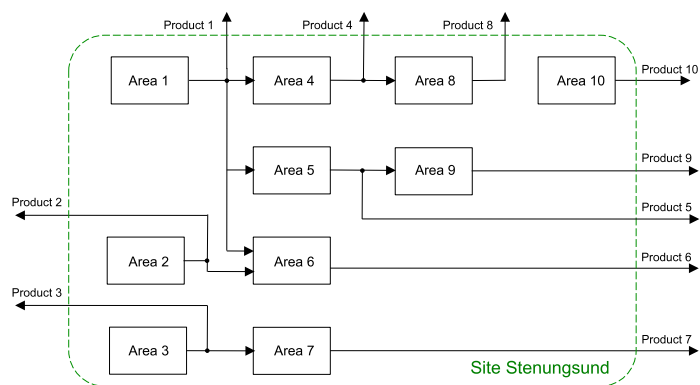 Product 1
Product 4
Product 8
Area 1
Area 4
Area 8
Area 10
Product 10
Area 5
Area 9
Product 9
Product 2
Product 5
Area 2
Area 6
Product 6
Product 3
Area 3
Area 7
Product 7
Site Stenungsund